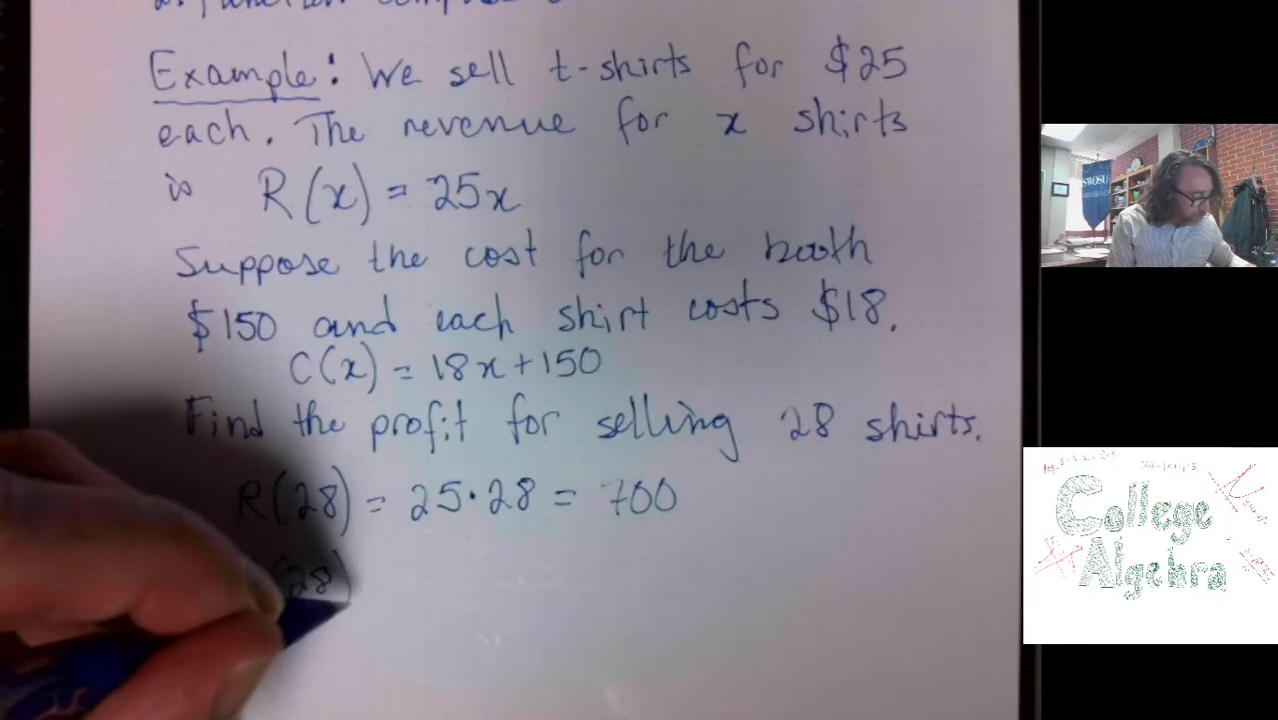 Example: We sell t-shirts for $25
each. The revenue for x shirts
is R(x) = 25x
Suppose the cost for the booth
$150 and each shirt costs $18.
C(x) = 18x + 150
Find the profit for selling 28 shirts.
R(28) = 25·28 = 700
(28)
SWOSU
College
Algebra